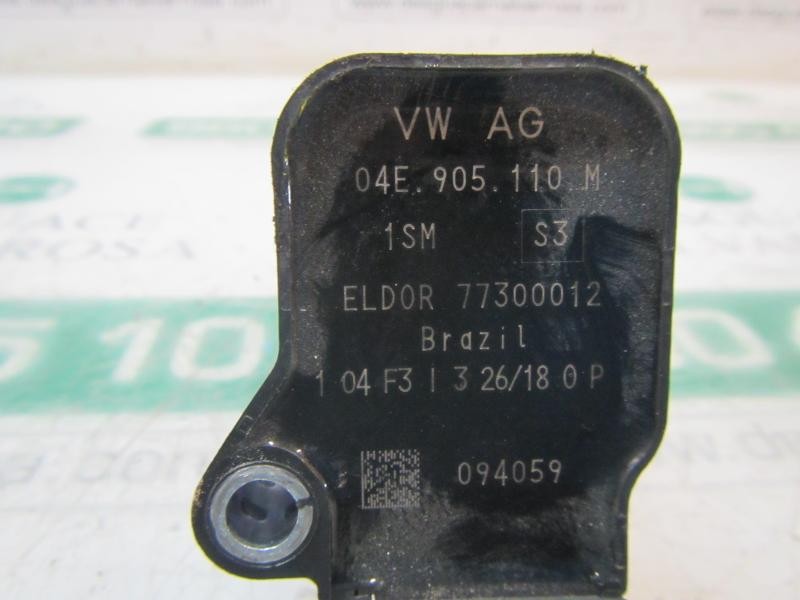 VW AG
04E.905.110 M
1SM S3
ELDOR 77300012
Brazil
1 04 F3 I 3 26/18 0 P
094059